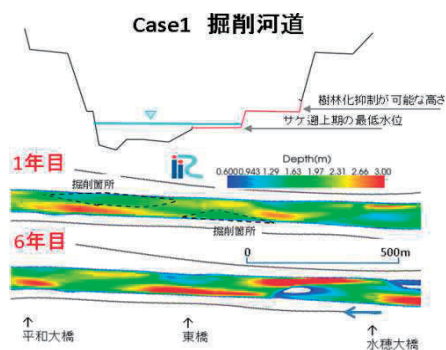 Case1 掘削河道
樹林化抑制が可能な高さ
サケ遡上期の最低水位
iRIC
Depth(m)
0.6000 0.943 1.29 1.63 1.97 2.31 2.66 3.00
1年目
掘削箇所
掘削箇所
6年目
0 500m
平和大橋 東橋 水穂大橋